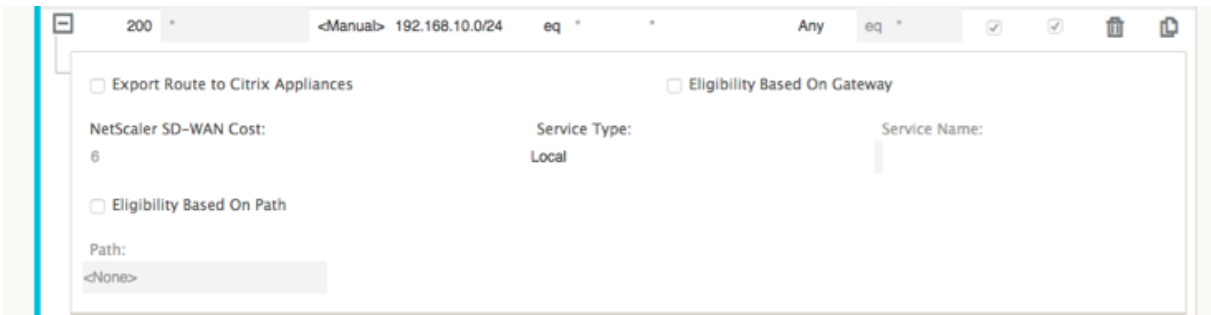 200 * <Manual> 192.168.10.0/24 eq * * Any eq *
Export Route to Citrix Appliances Eligibility Based On Gateway
NetScaler SD-WAN Cost: Service Type: Service Name:
6 Local
Eligibility Based On Path
Path:
<None>